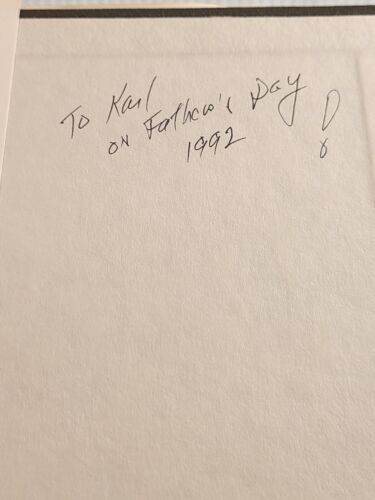 To Karl
on Father's Day !
1992